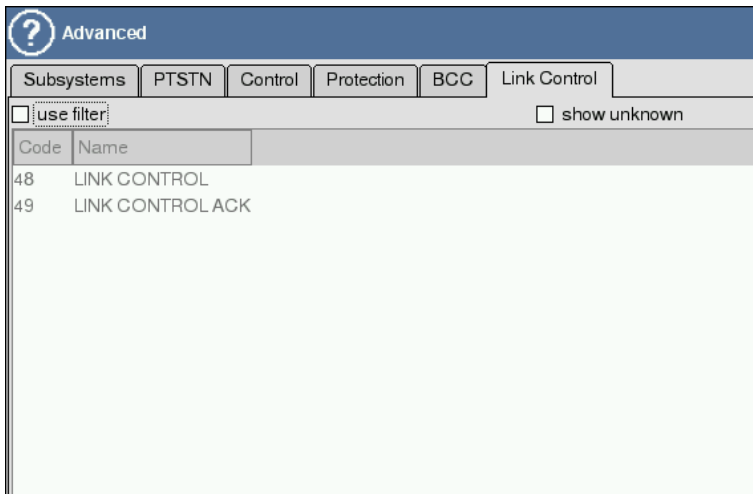 ? Advanced
Subsystems PTSTN Control Protection BCC Link Control
use filter show unknown
Code Name
48 LINK CONTROL
49 LINK CONTROL ACK